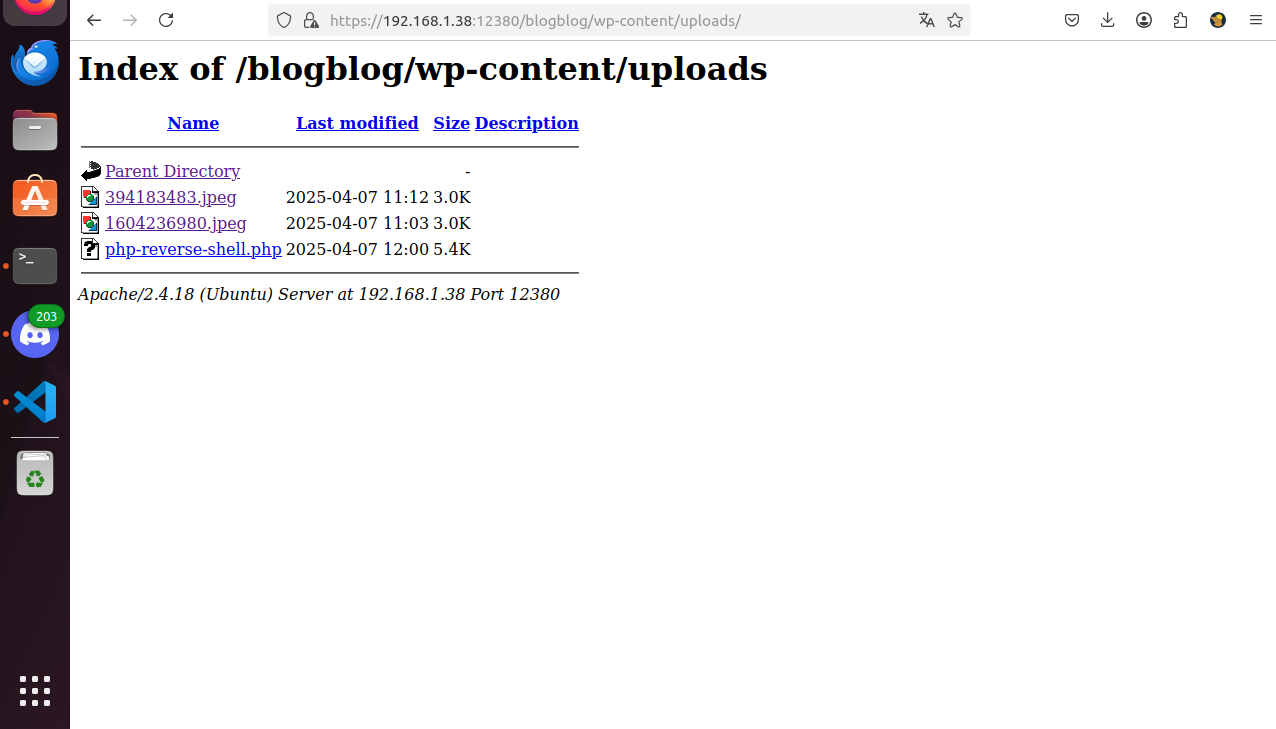 https://192.168.1.38:12380/blogblog/wp-content/uploads/
Index of /blogblog/wp-content/uploads
Name Last modified Size Description
Parent Directory -
394183483.jpeg 2025-04-07 11:12 3.0K
1604236980.jpeg 2025-04-07 11:03 3.0K
php-reverse-shell.php 2025-04-07 12:00 5.4K
Apache/2.4.18 (Ubuntu) Server at 192.168.1.38 Port 12380
>_
203